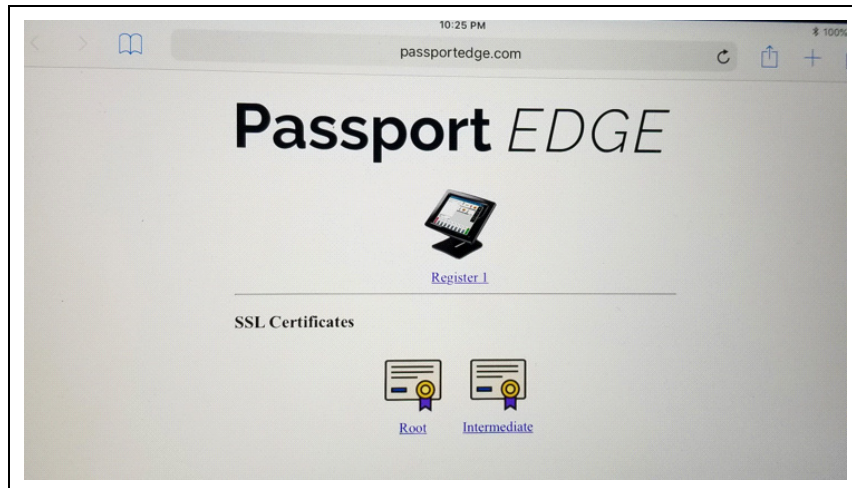 10:25 PM
100%
passportedge.com
Passport EDGE
Register 1
SSL Certificates
Root
Intermediate